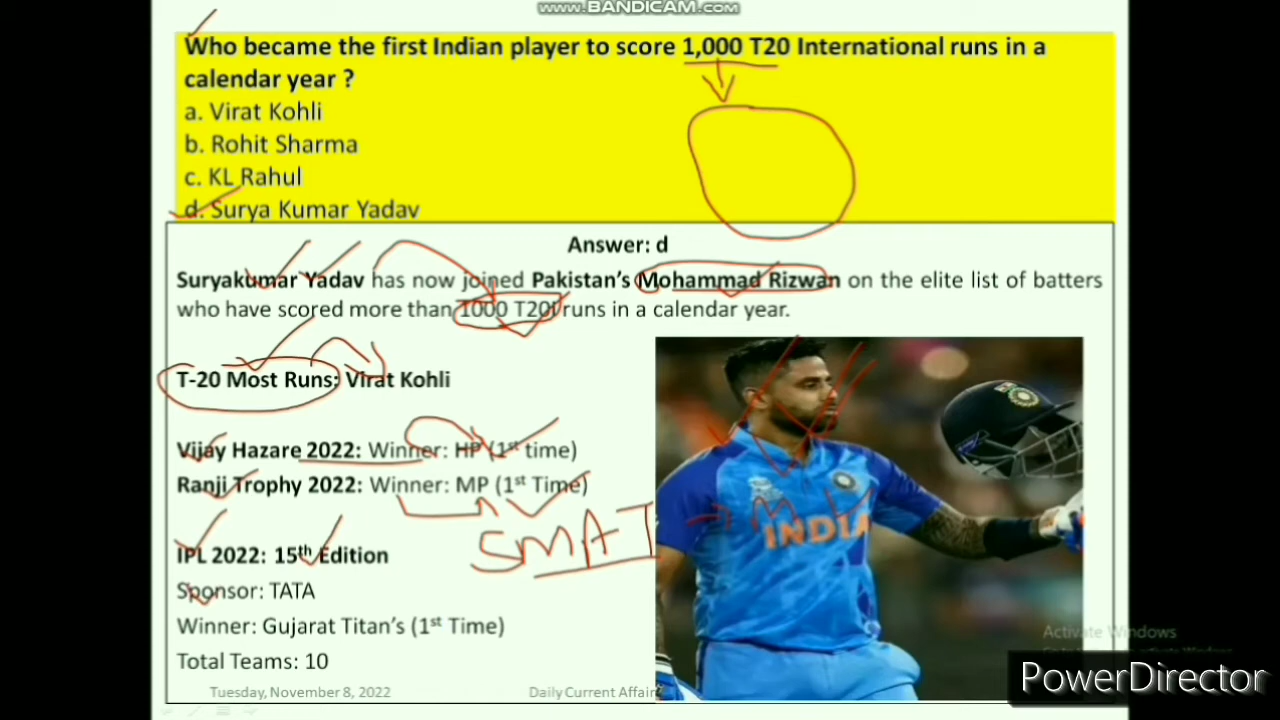 www.BANDICAM.com
Who became the first Indian player to score 1,000 T20 International runs in a
calendar year ?
a. Virat Kohli
b. Rohit Sharma
c. KL Rahul
d. Surya Kumar Yadav
Answer: d
Suryakumar Yadav has now joined Pakistan's Mohammad Rizwan on the elite list of batters
who have scored more than 1000 T20I runs in a calendar year.
T-20 Most Runs: Virat Kohli
Vijay Hazare 2022: Winner: HP (1st time)
Ranji Trophy 2022: Winner: MP (1st Time)
SMAT
INDIA
IPL 2022: 15th Edition
Sponsor: TATA
Winner: Gujarat Titan's (1st Time)
Total Teams: 10
Activate Windows
Tuesday, November 8, 2022
Daily Current Affair
PowerDirector